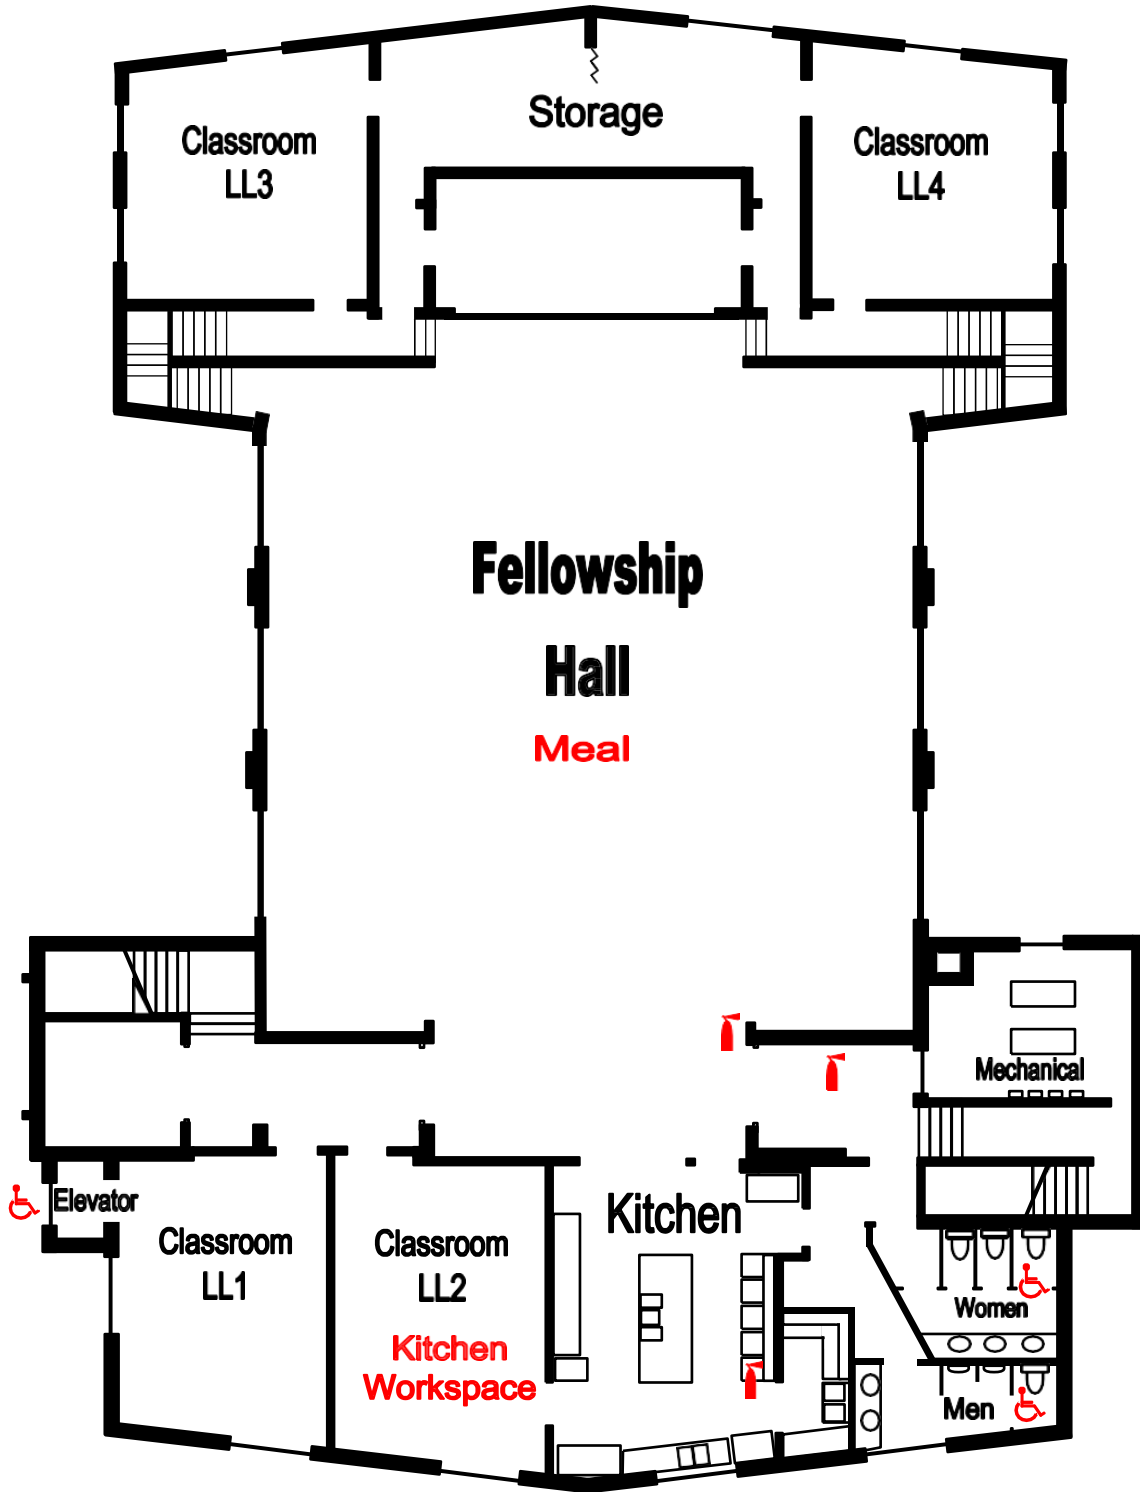 Storage
Classroom
LL3
Classroom
LL4
Fellowship
Hall
Meal
Mechanical
Elevator
Kitchen
Classroom
LL1
Classroom
LL2
Kitchen
Workspace
Women
Men